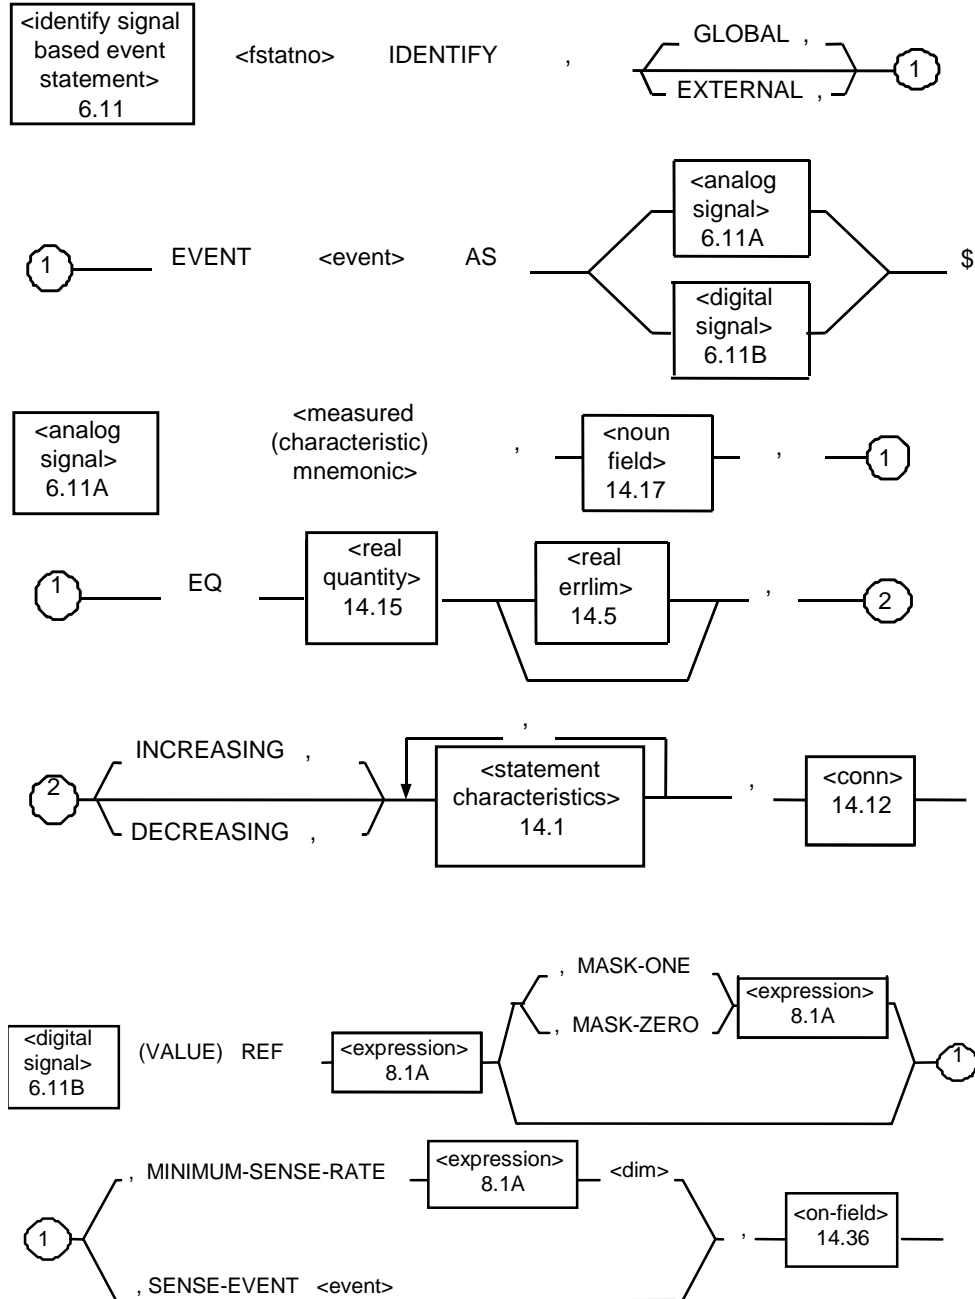 <identify signal
based event
statement>
6.11
<fstatno> IDENTIFY ,
GLOBAL ,
EXTERNAL ,
1
1
EVENT <event> AS
<analog
signal>
6.11A
<digital
signal>
6.11B
$
<analog
signal>
6.11A
<measured
(characteristic)
mnemonic>
,
<noun
field>
14.17
,
1
1
EQ
<real
quantity>
14.15
<real
errlim>
14.5
,
2
2
INCREASING ,
DECREASING ,
,
<statement
characteristics>
14.1
,
<conn>
14.12
<digital
signal>
6.11B
(VALUE) REF
<expression>
8.1A
, MASK-ONE
, MASK-ZERO
<expression>
8.1A
1
1
, MINIMUM-SENSE-RATE
<expression>
8.1A
<dim>
, SENSE-EVENT <event>
,
<on-field>
14.36